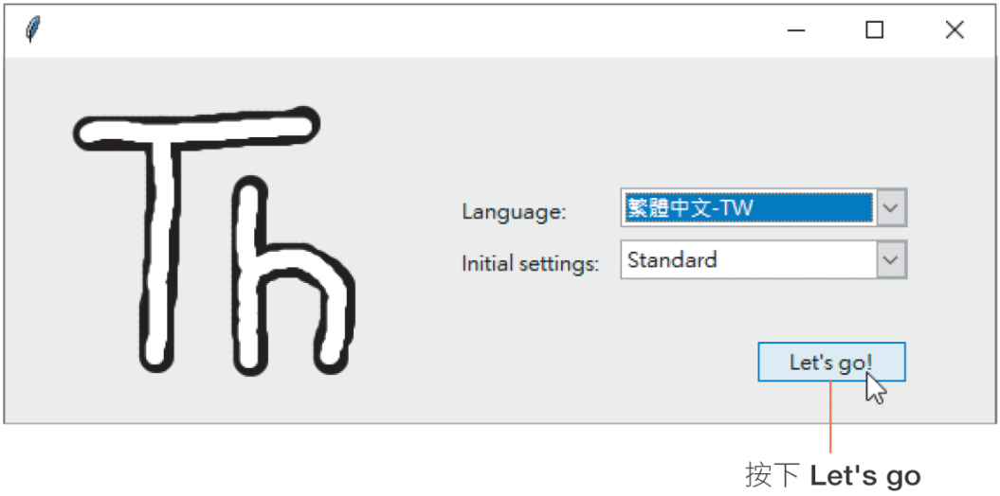 Th
Language: 繁體中文-TW
Initial settings: Standard
Let's go!
按下 Let's go